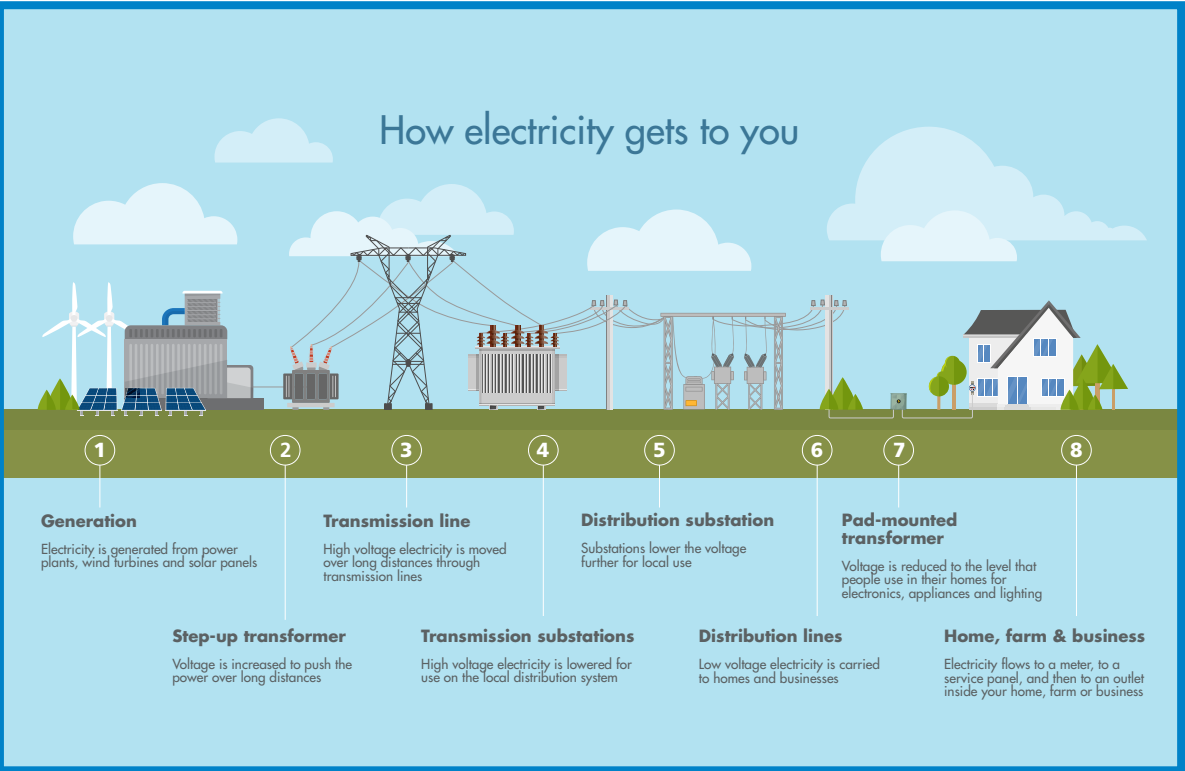 How electricity gets to you
1
2
3
4
5
6
7
8
Generation
Electricity is generated from power
plants, wind turbines and solar panels
Step-up transformer
Voltage is increased to push the
power over long distances
Transmission line
High voltage electricity is moved
over long distances through
transmission lines
Transmission substations
High voltage electricity is lowered for
use on the local distribution system
Distribution substation
Substations lower the voltage
further for local use
Distribution lines
Low voltage electricity is carried
to homes and businesses
Pad-mounted
transformer
Voltage is reduced to the level that
people use in their homes for
electronics, appliances and lighting
Home, farm & business
Electricity flows to a meter, to a
service panel, and then to an outlet
inside your home, farm or business